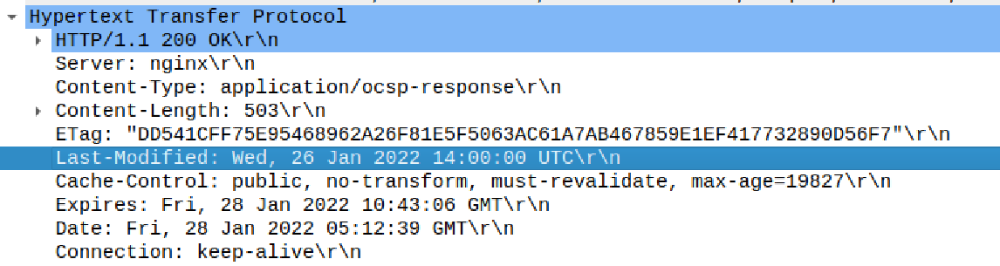 Hypertext Transfer Protocol
HTTP/1.1 200 OK\r\n
Server: nginx\r\n
Content-Type: application/ocsp-response\r\n
Content-Length: 503\r\n
ETag: "DD541CFF75E95468962A26F81E5F5063AC61A7AB467859E1EF417732890D56F7"\r\n
Last-Modified: Wed, 26 Jan 2022 14:00:00 UTC\r\n
Cache-Control: public, no-transform, must-revalidate, max-age=19827\r\n
Expires: Fri, 28 Jan 2022 10:43:06 GMT\r\n
Date: Fri, 28 Jan 2022 05:12:39 GMT\r\n
Connection: keep-alive\r\n